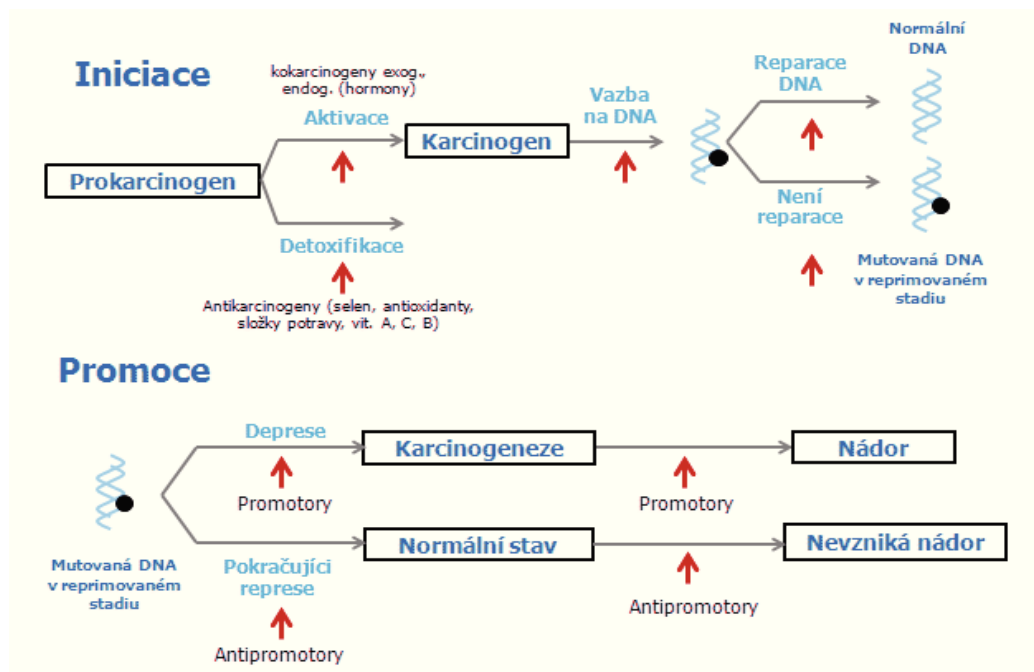 Iniciace
kokarcinogeny exog.,
endog. (hormony)
Aktivace
Prokarcinogen
Karcinogen
Vazba
na DNA
Reparace
DNA
Normální
DNA
Není
reparace
Mutovaná DNA
v reprimovaném
stadiu
Detoxifikace
Antikarcinogeny (selen, antioxidanty,
složky potravy, vit. A, C, B)
Promoce
Deprese
Karcinogeneze
Nádor
Promotory
Promotory
Mutovaná DNA
v reprimovaném
stadiu
Normální stav
Nevzniká nádor
Pokračujíci
represe
Antipromotory
Antipromotory